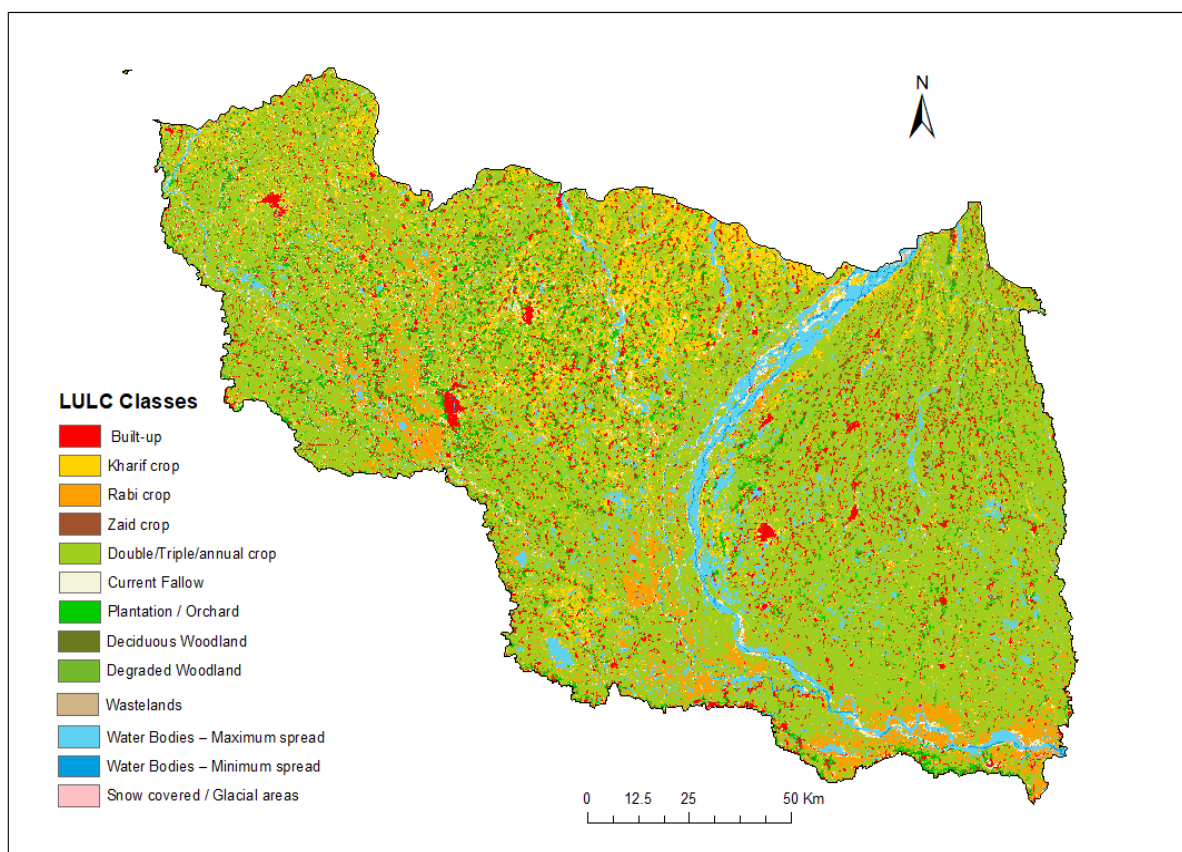 N
LULC Classes
Built-up
Kharif crop
Rabi crop
Zaid crop
Double/Triple/annual crop
Current Fallow
Plantation / Orchard
Deciduous Woodland
Degraded Woodland
Wastelands
Water Bodies – Maximum spread
Water Bodies – Minimum spread
Snow covered / Glacial areas
0 12.5 25 50 Km